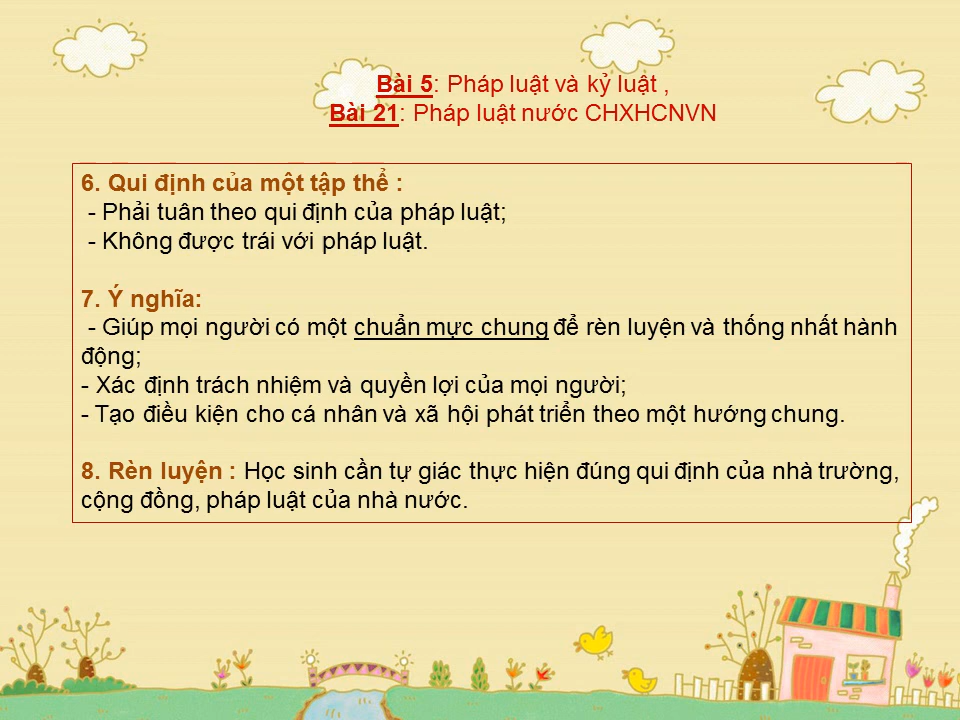 Bài 5: Pháp luật và kỷ luật ,
Bài 21: Pháp luật nước CHXHCNVN
6. Qui định của một tập thể :
- Phải tuân theo qui định của pháp luật;
- Không được trái với pháp luật.
7. Ý nghĩa:
- Giúp mọi người có một chuẩn mực chung để rèn luyện và thống nhất hành
động;
- Xác định trách nhiệm và quyền lợi của mọi người;
- Tạo điều kiện cho cá nhân và xã hội phát triển theo một hướng chung.
8. Rèn luyện : Học sinh cần tự giác thực hiện đúng qui định của nhà trường,
cộng đồng, pháp luật của nhà nước.